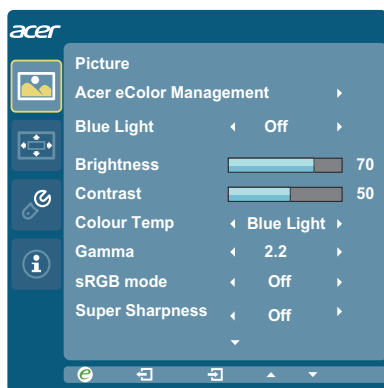 acer
Picture
Acer eColor Management
Blue Light Off
Brightness 70
Contrast 50
Colour Temp Blue Light
Gamma 2.2
sRGB mode Off
Super Sharpness Off
e